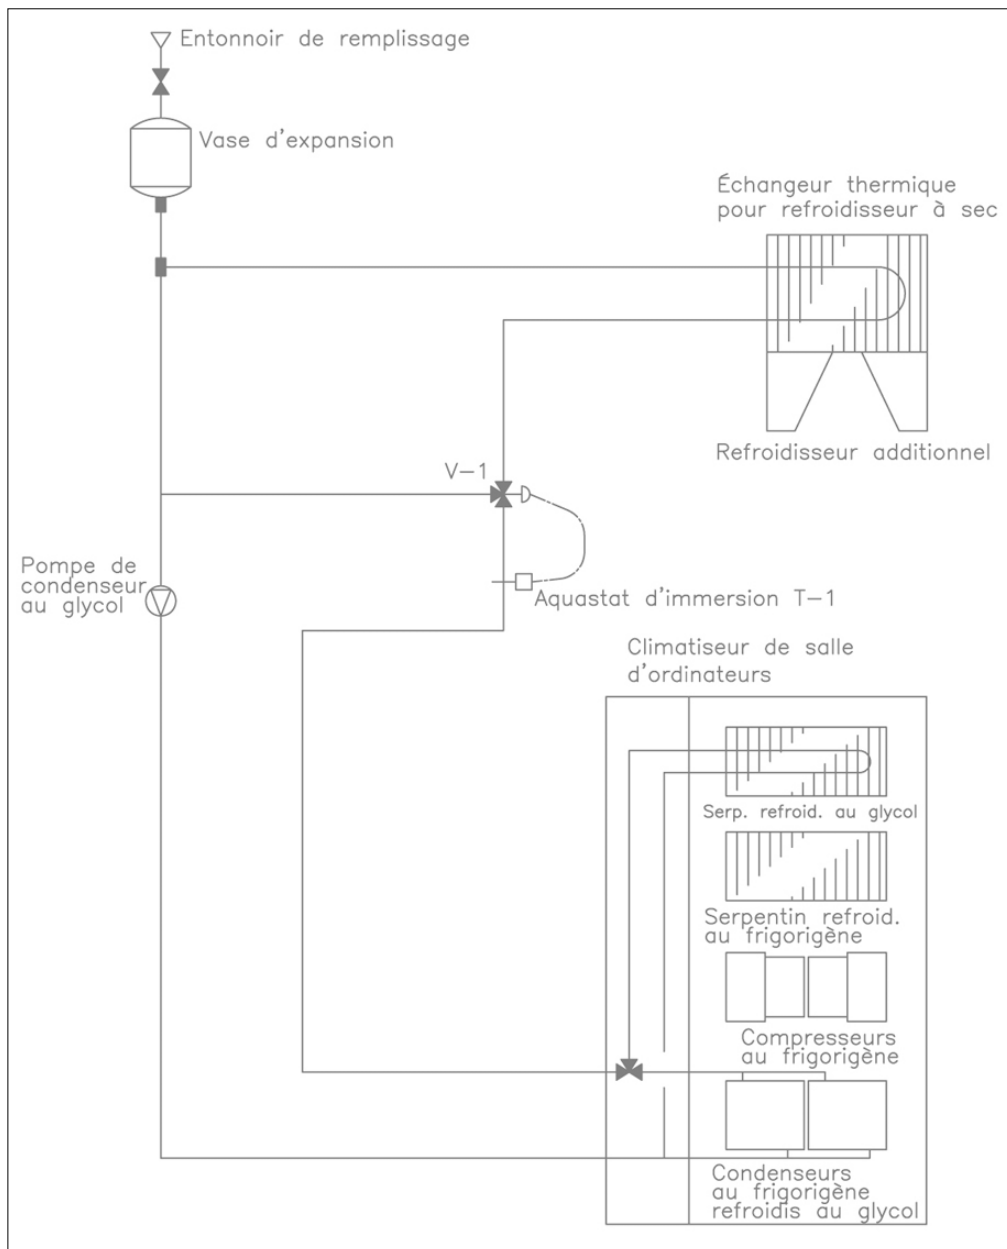 Entonnoir de remplissage
Vase d'expansion
Échangeur thermique
pour refroidisseur à sec
Refroidisseur additionnel
V-1
Pompe de
condenseur
au glycol
Aquastat d'immersion T-1
Climatiseur de salle
d'ordinateurs
Serp. refroid. au glycol
Serpentin refroid.
au frigorigène
Compresseurs
au frigorigène
Condenseurs
au frigorigène
refroidis au glycol